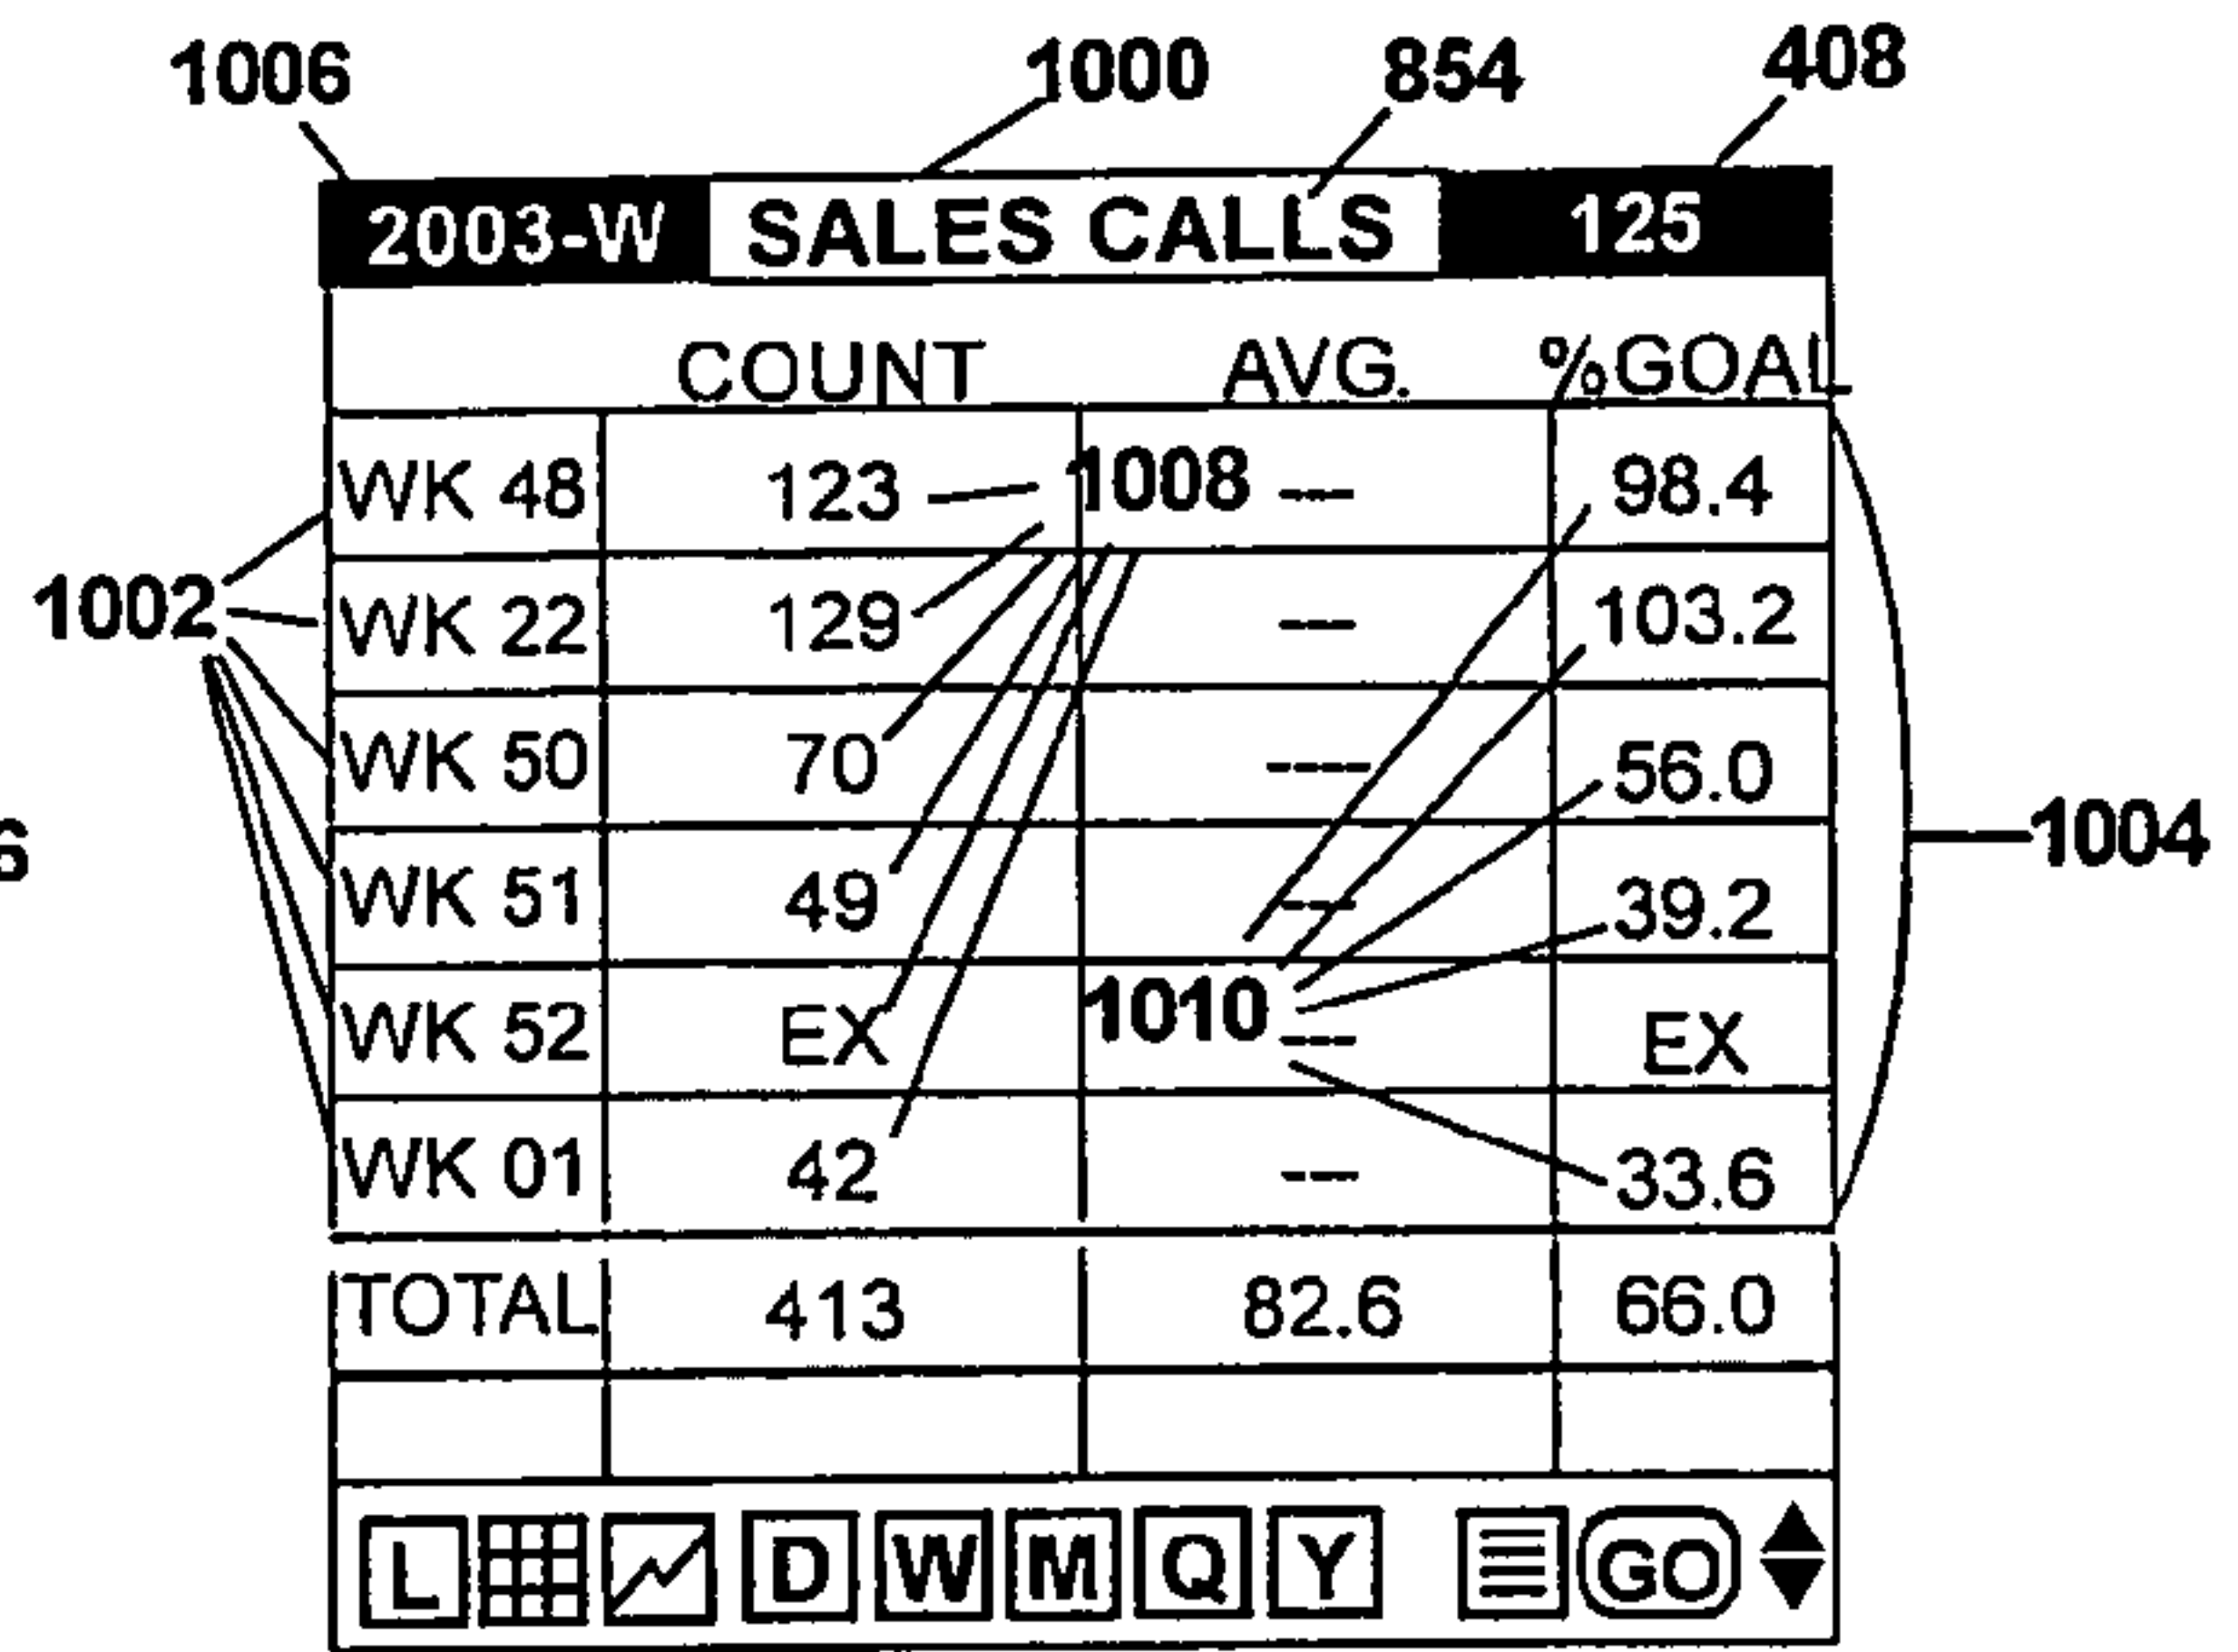 1006 1000 854 408
2003-W SALES CALLS 125
COUNT AVG. %GOAL
WK 48 123 1008 --- 98.4
1002 WK 22 129 --- 103.2
WK 50 70 ---- 56.0
6 1004
WK 51 49 --- 39.2
WK 52 EX 1010 --- EX
WK 01 42 --- 33.6
TOTAL 413 82.6 66.0
L D W M Q Y GO